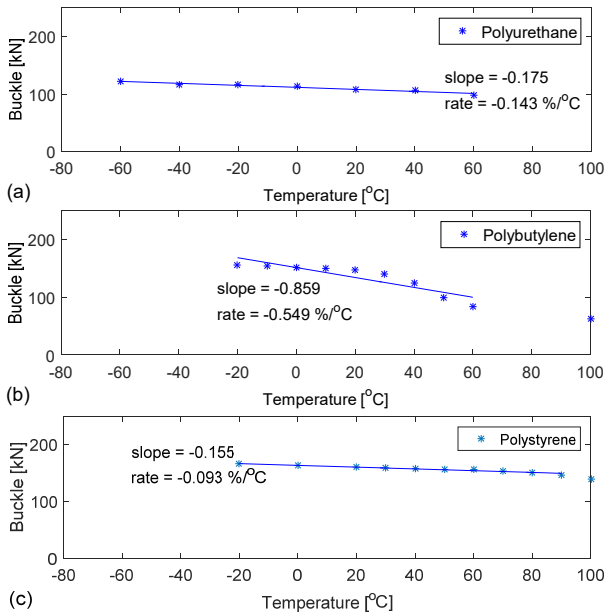 200
Polyurethane
Buckle [kN]
slope = -0.175
100
rate = -0.143 %/°C
0
-80 -60 -40 -20 0 20 40 60 80 100
(a)
Temperature [°C]
200
Polybutylene
Buckle [kN]
slope = -0.859
100
rate = -0.549 %/°C
0
-80 -60 -40 -20 0 20 40 60 80 100
(b)
Temperature [°C]
200
Polystyrene
Buckle [kN]
slope = -0.155
rate = -0.093 %/°C
100
0
-80 -60 -40 -20 0 20 40 60 80 100
(c)
Temperature [°C]